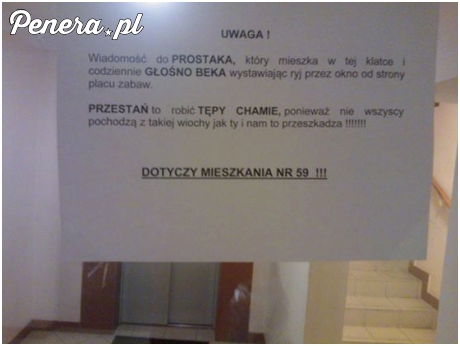 Penera.pl
UWAGA !
Wiadomość do PROSTAKA, który mieszka w tej klatce i
codziennie GŁOŚNO BEKA wystawiając ryj przez okno od strony
placu zabaw.
PRZESTAŃ to robić TĘPY CHAMIE, ponieważ nie wszyscy
pochodzą z takiej wiochy jak ty i nam to przeszkadza !!!!!!!
DOTYCZY MIESZKANIA NR 59 !!!